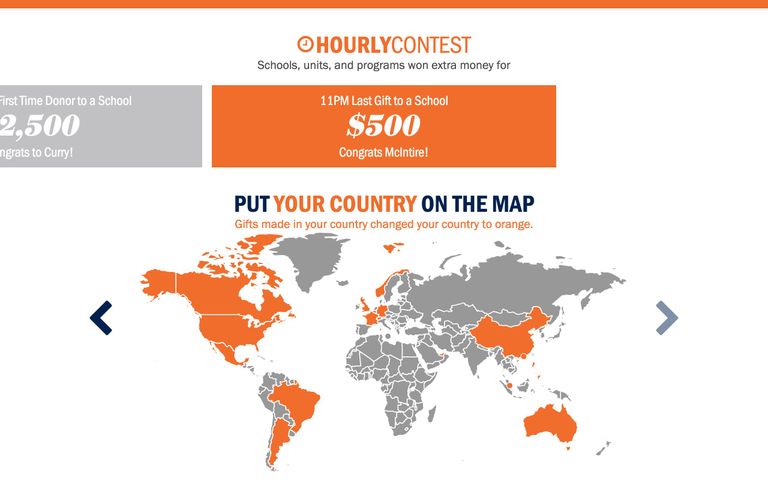 HOURLYCONTEST
Schools, units, and programs won extra money for
First Time Donor to a School
2,500
ngrats to Curry!
11PM Last Gift to a School
$500
Congrats McIntire!
PUT YOUR COUNTRY ON THE MAP
Gifts made in your country changed your country to orange.